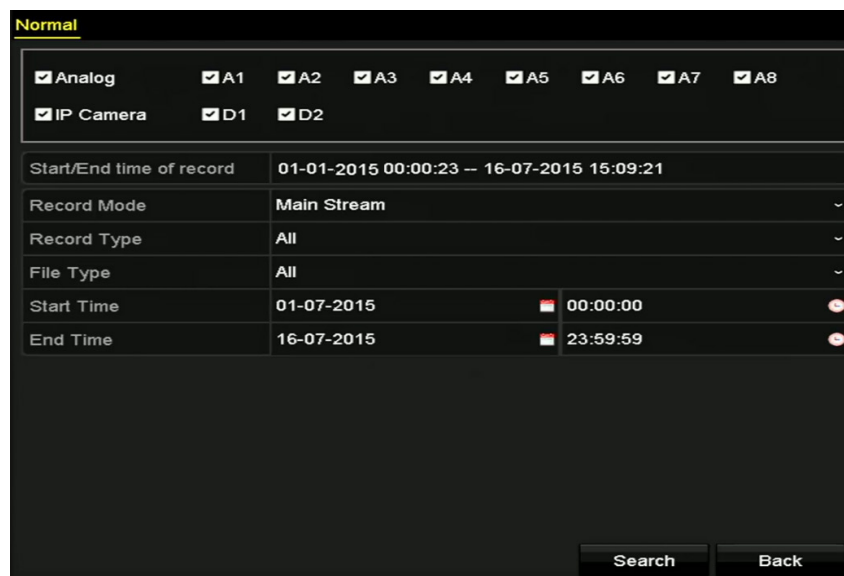 Normal
Analog A1 A2 A3 A4 A5 A6 A7 A8
IP Camera D1 D2
Start/End time of record 01-01-2015 00:00:23 -- 16-07-2015 15:09:21
Record Mode Main Stream
Record Type All
File Type All
Start Time 01-07-2015 00:00:00
End Time 16-07-2015 23:59:59
Search Back